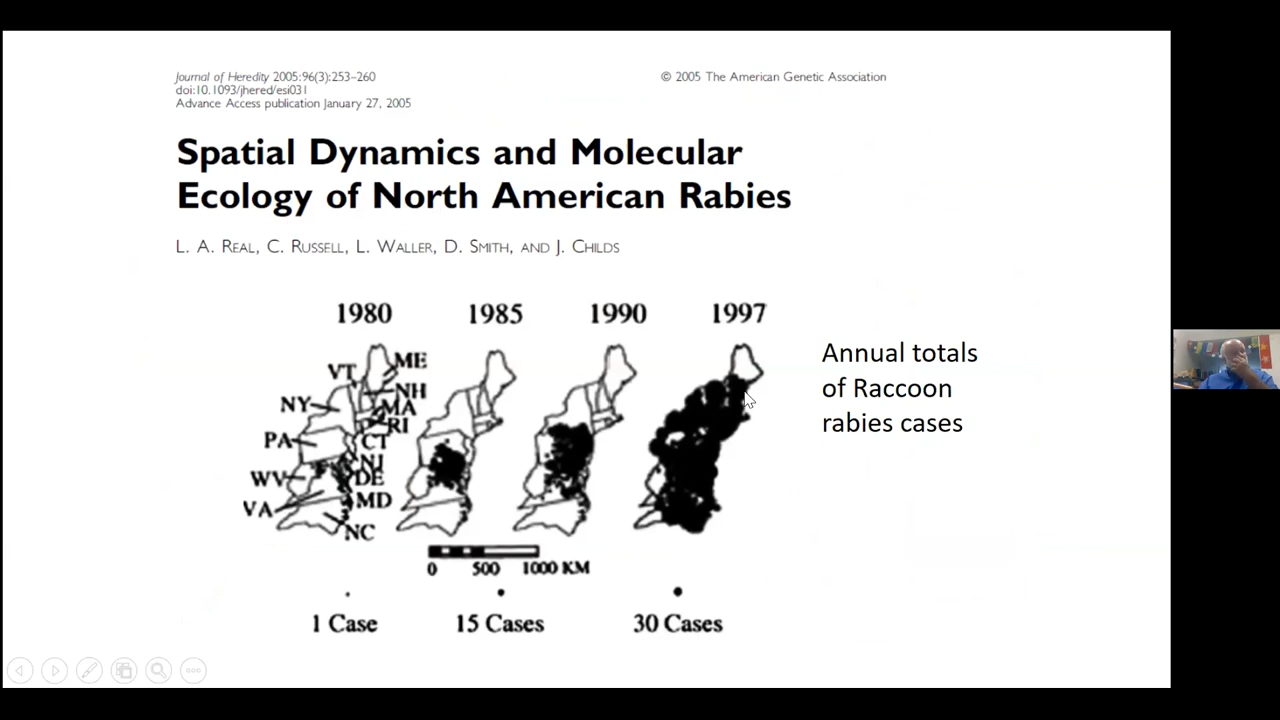 Journal of Heredity 2005:96(3):253–260
© 2005 The American Genetic Association
doi:10.1093/jhered/esi031
Advance Access publication January 27, 2005
Spatial Dynamics and Molecular
Ecology of North American Rabies
L. A. REAL, C. RUSSELL, L. WALLER, D. SMITH, AND J. CHILDS
1980 1985 1990 1997
ME
VT
NH
NY
MA
RI
PA
CT
NJ
WV
DE
MD
VA
NC
Annual totals
of Raccoon
rabies cases
0 500 1000 KM
1 Case 15 Cases 30 Cases